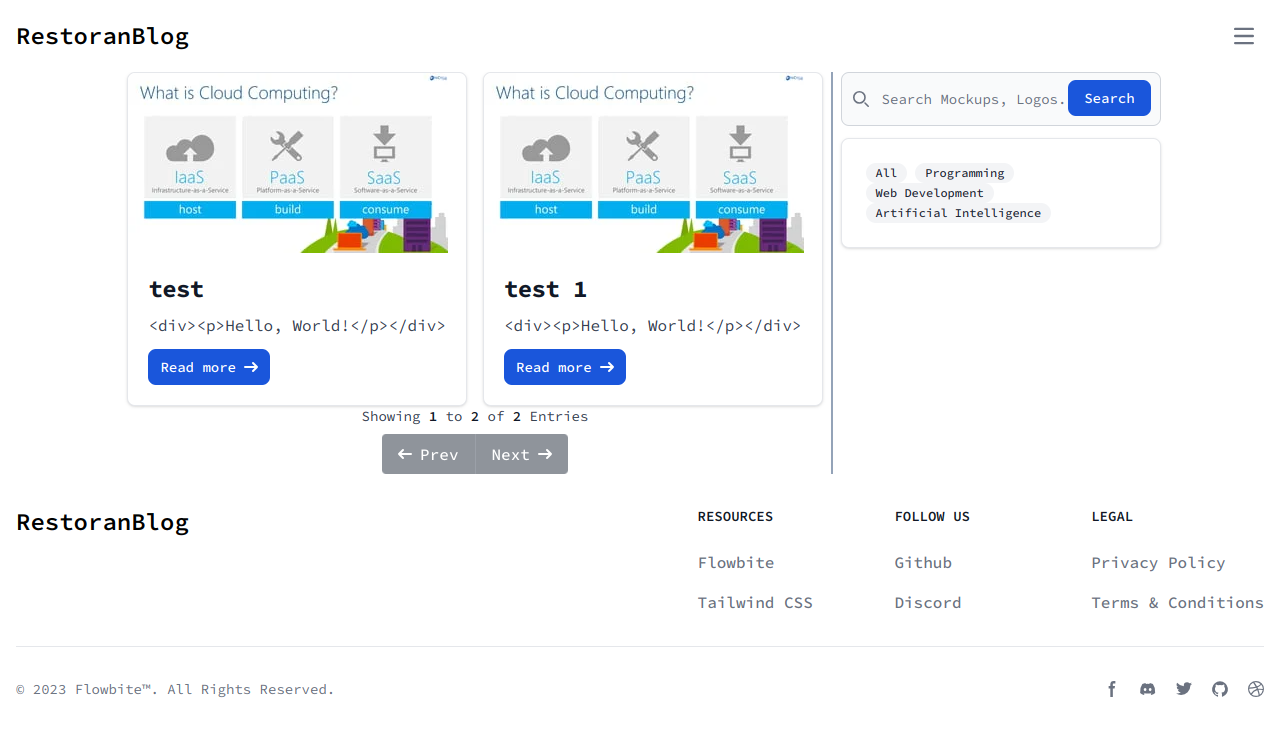 RestoranBlog
What is Cloud Computing?
IaaS
Infrastructure-as-a-Service
host
PaaS
Platform-as-a-Service
build
SaaS
Software-as-a-Service
consume
test
<div><p>Hello, World!</p></div>
Read more
What is Cloud Computing?
IaaS
Infrastructure-as-a-Service
host
PaaS
Platform-as-a-Service
build
SaaS
Software-as-a-Service
consume
test 1
<div><p>Hello, World!</p></div>
Read more
Showing 1 to 2 of 2 Entries
Prev
Next
Search Mockups, Logos.
Search
All
Programming
Web Development
Artificial Intelligence
RestoranBlog
RESOURCES
Flowbite
Tailwind CSS
FOLLOW US
Github
Discord
LEGAL
Privacy Policy
Terms & Conditions
© 2023 Flowbite™. All Rights Reserved.